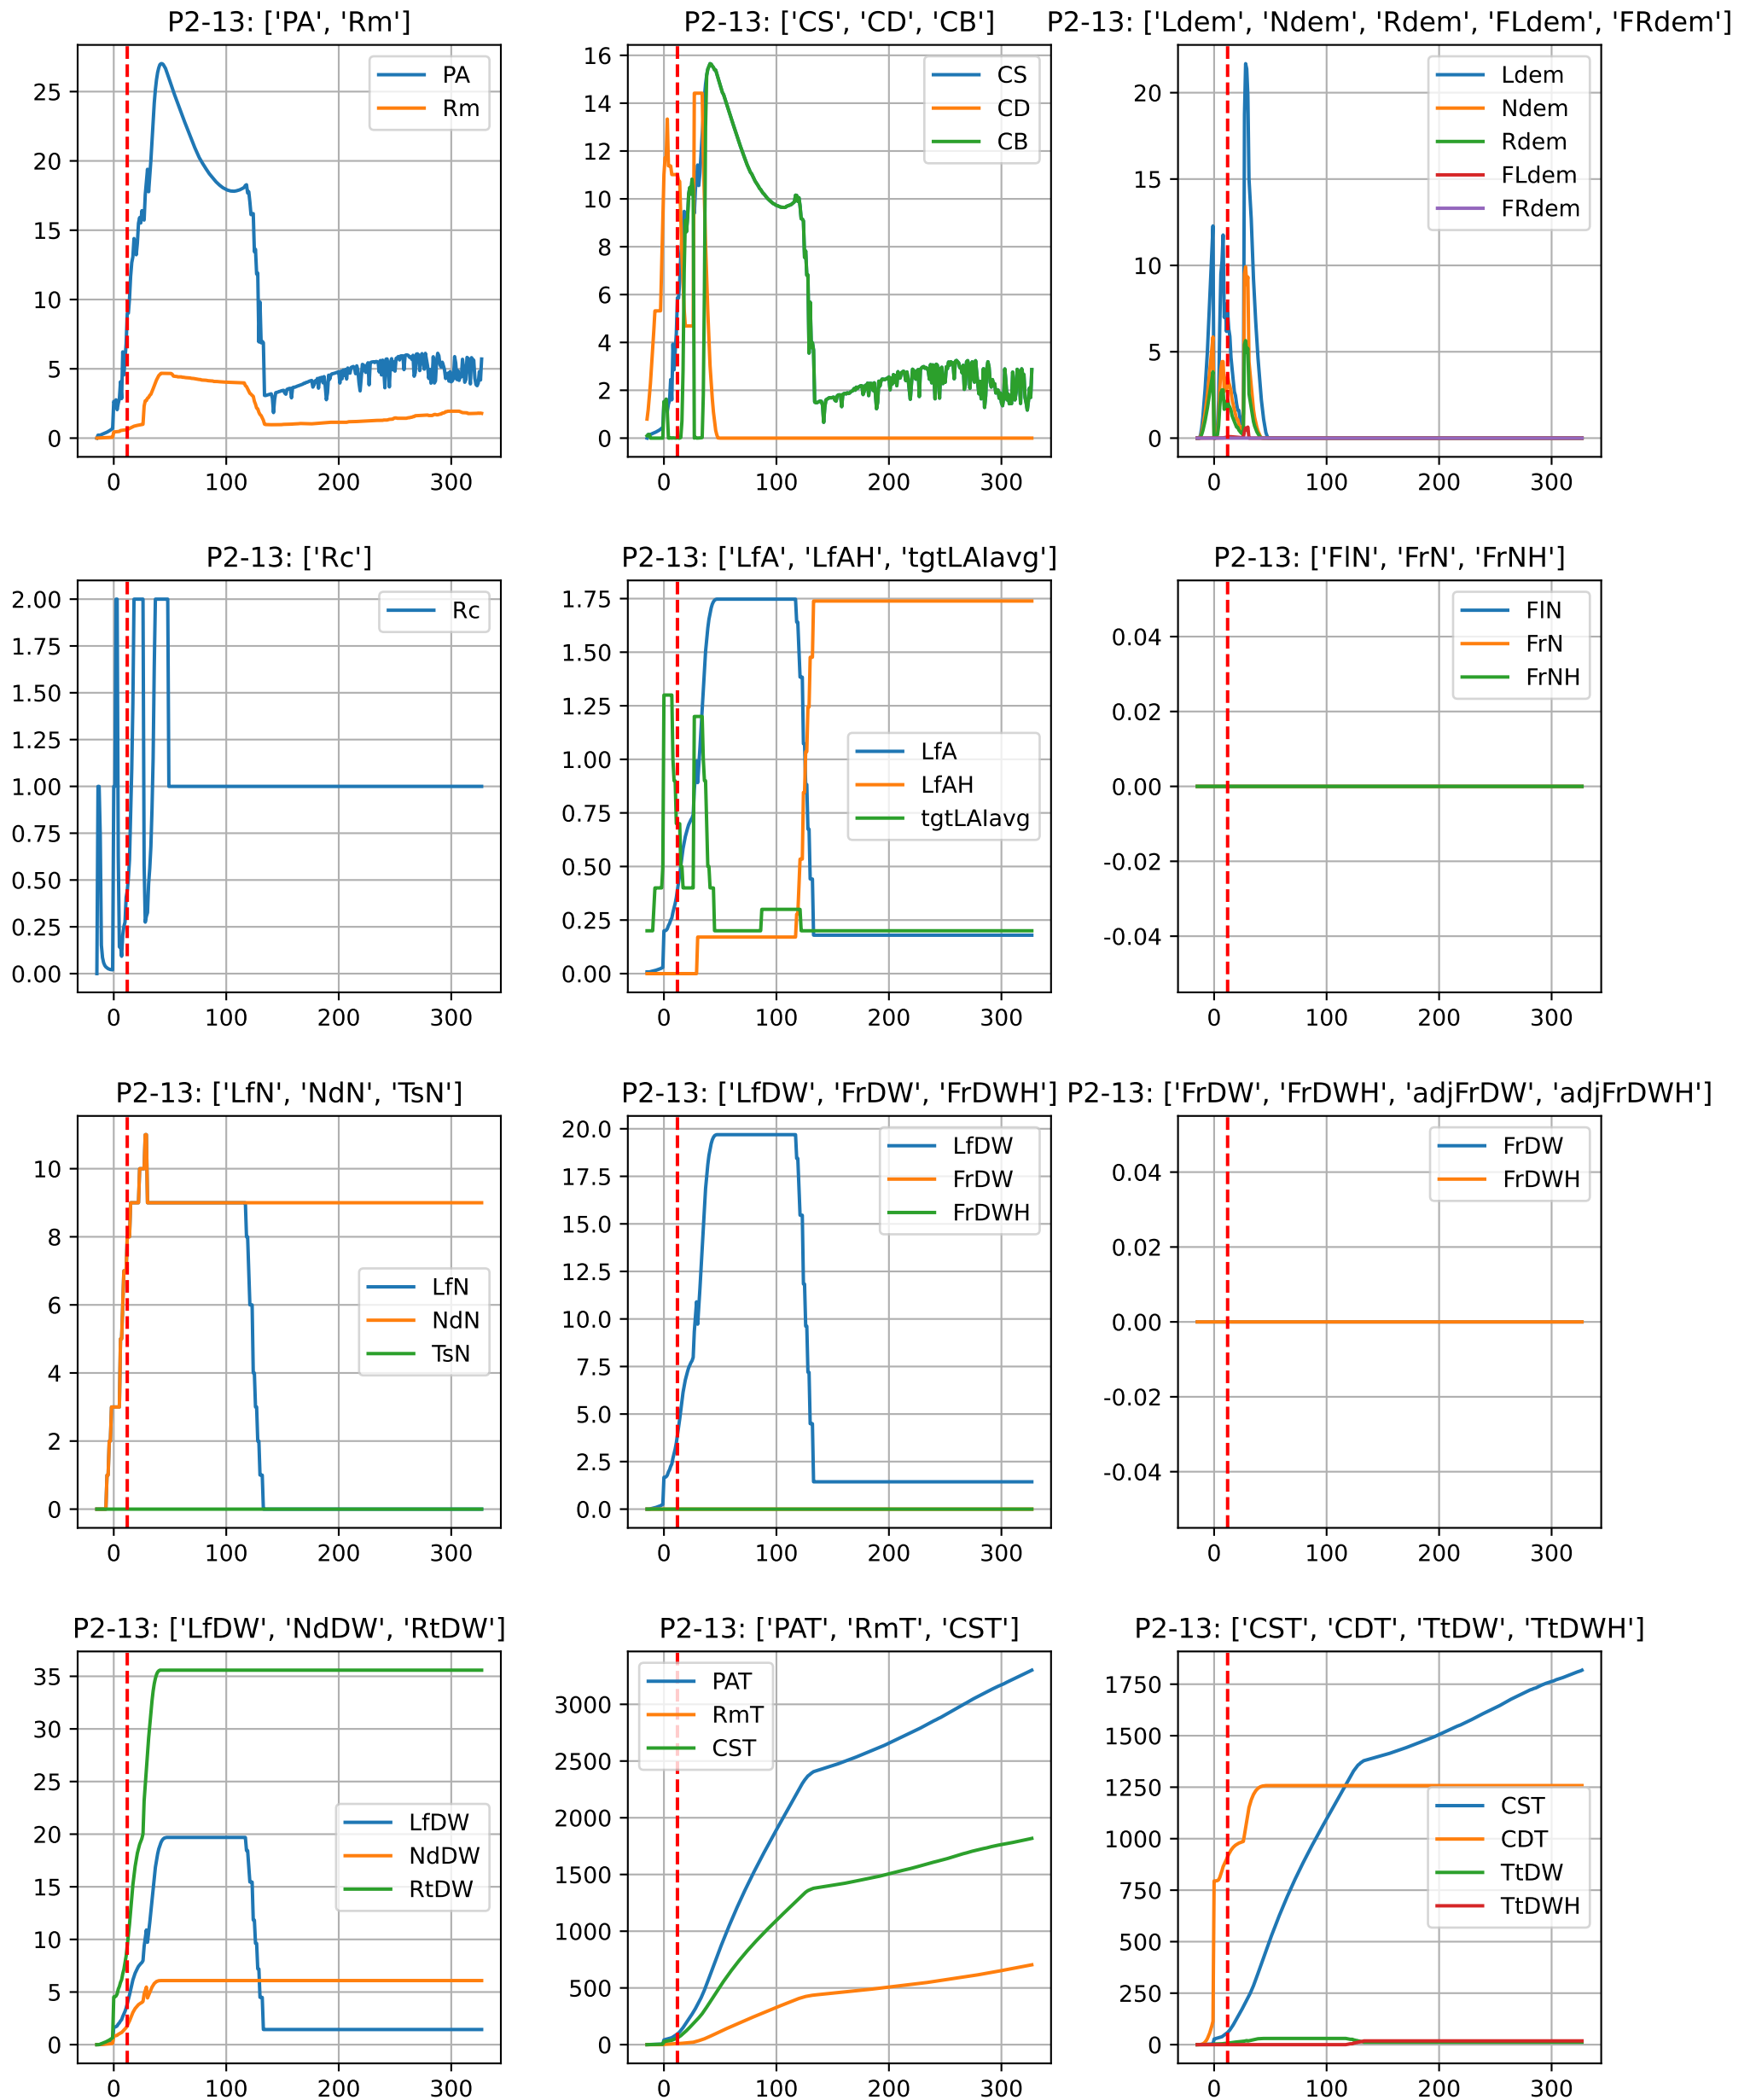 P2-13: ['PA', 'Rm']
25
20
15
10
5
0
0 100 200 300
PA
Rm
P2-13: ['CS', 'CD', 'CB']
16
14
12
10
8
6
4
2
0
0 100 200 300
CS
CD
CB
P2-13: ['Ldem', 'Ndem', 'Rdem', 'FLdem', 'FRdem']
20
15
10
5
0
0 100 200 300
Ldem
Ndem
Rdem
FLdem
FRdem
P2-13: ['Rc']
2.00
1.75
1.50
1.25
1.00
0.75
0.50
0.25
0.00
0 100 200 300
Rc
P2-13: ['LfA', 'LfAH', 'tgtLAIavg']
1.75
1.50
1.25
1.00
0.75
0.50
0.25
0.00
0 100 200 300
LfA
LfAH
tgtLAIavg
P2-13: ['FlN', 'FrN', 'FrNH']
0.04
0.02
0.00
-0.02
-0.04
0 100 200 300
FlN
FrN
FrNH
P2-13: ['LfN', 'NdN', 'TsN']
10
8
6
4
2
0
0 100 200 300
LfN
NdN
TsN
P2-13: ['LfDW', 'FrDW', 'FrDWH']
20.0
17.5
15.0
12.5
10.0
7.5
5.0
2.5
0.0
0 100 200 300
LfDW
FrDW
FrDWH
P2-13: ['FrDW', 'FrDWH', 'adjFrDW', 'adjFrDWH']
0.04
0.02
0.00
-0.02
-0.04
0 100 200 300
FrDW
FrDWH
P2-13: ['LfDW', 'NdDW', 'RtDW']
35
30
25
20
15
10
5
0
0 100 200 300
LfDW
NdDW
RtDW
P2-13: ['PAT', 'RmT', 'CST']
3000
2500
2000
1500
1000
500
0
0 100 200 300
PAT
RmT
CST
P2-13: ['CST', 'CDT', 'TtDW', 'TtDWH']
1750
1500
1250
1000
750
500
250
0
0 100 200 300
CST
CDT
TtDW
TtDWH